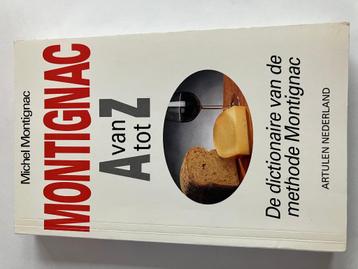 Michel Montignac
MONTIGNAC
A van
tot Z
De dictionaire van de
methode Montignac
ARTULEN NEDERLAND